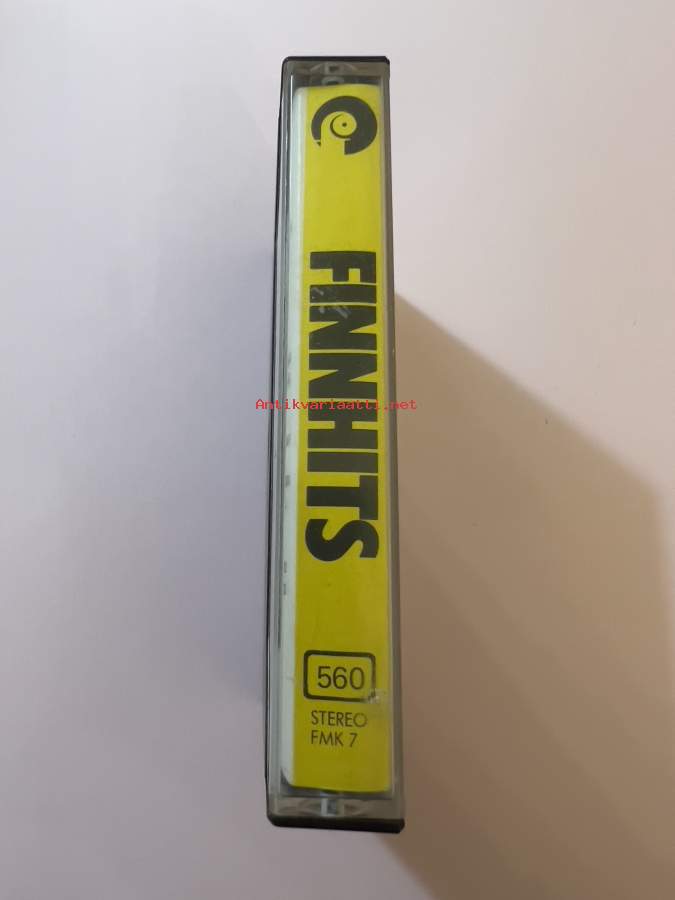 FINNHITS
Antikvariaatti.net
560
STEREO
FMK 7